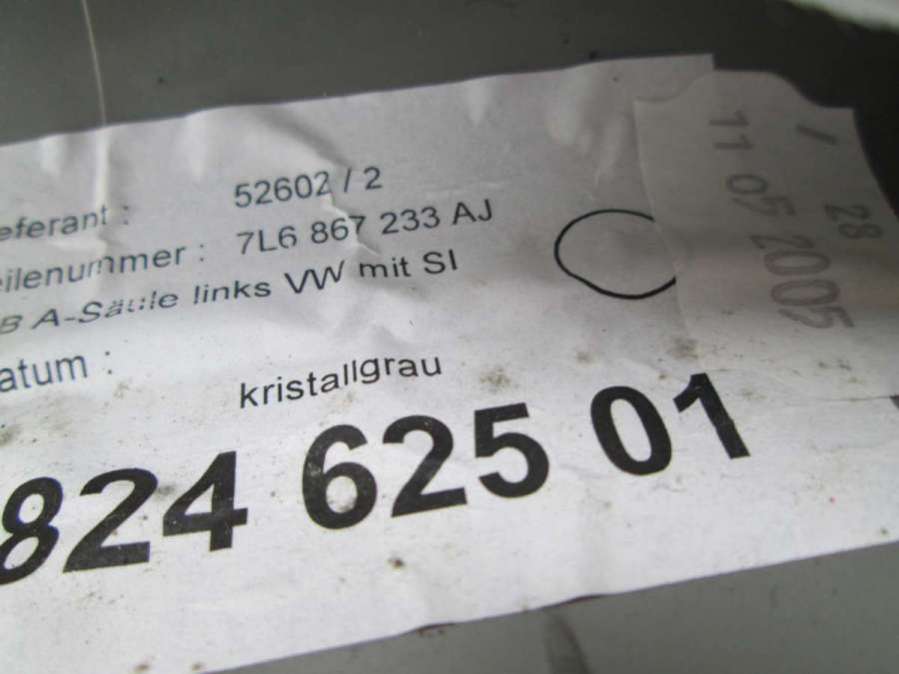 eferant : 52602 / 2
eilenummer : 7L6 867 233 AJ
B A-Säule links VW mit SI
atum :
kristallgrau
824 625 01
11 05 2005
/ 28